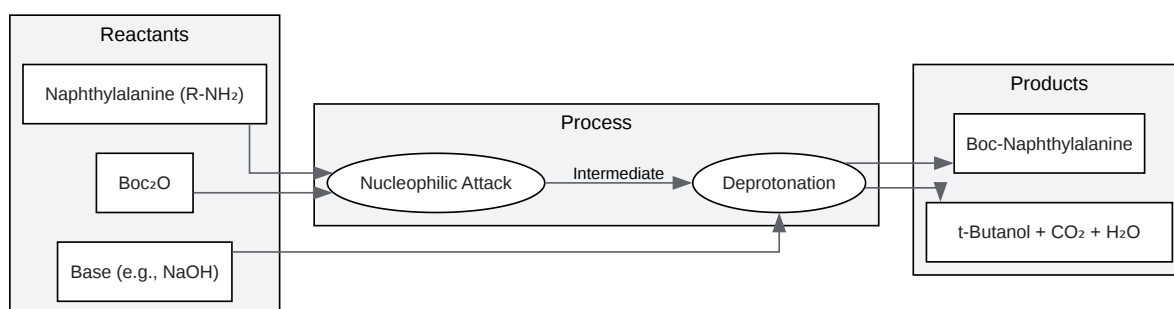 Reactants
Naphthylalanine (R-NH₂)
Boc₂O
Base (e.g., NaOH)
Process
Nucleophilic Attack
Intermediate
Deprotonation
Products
Boc-Naphthylalanine
t-Butanol + CO₂ + H₂O